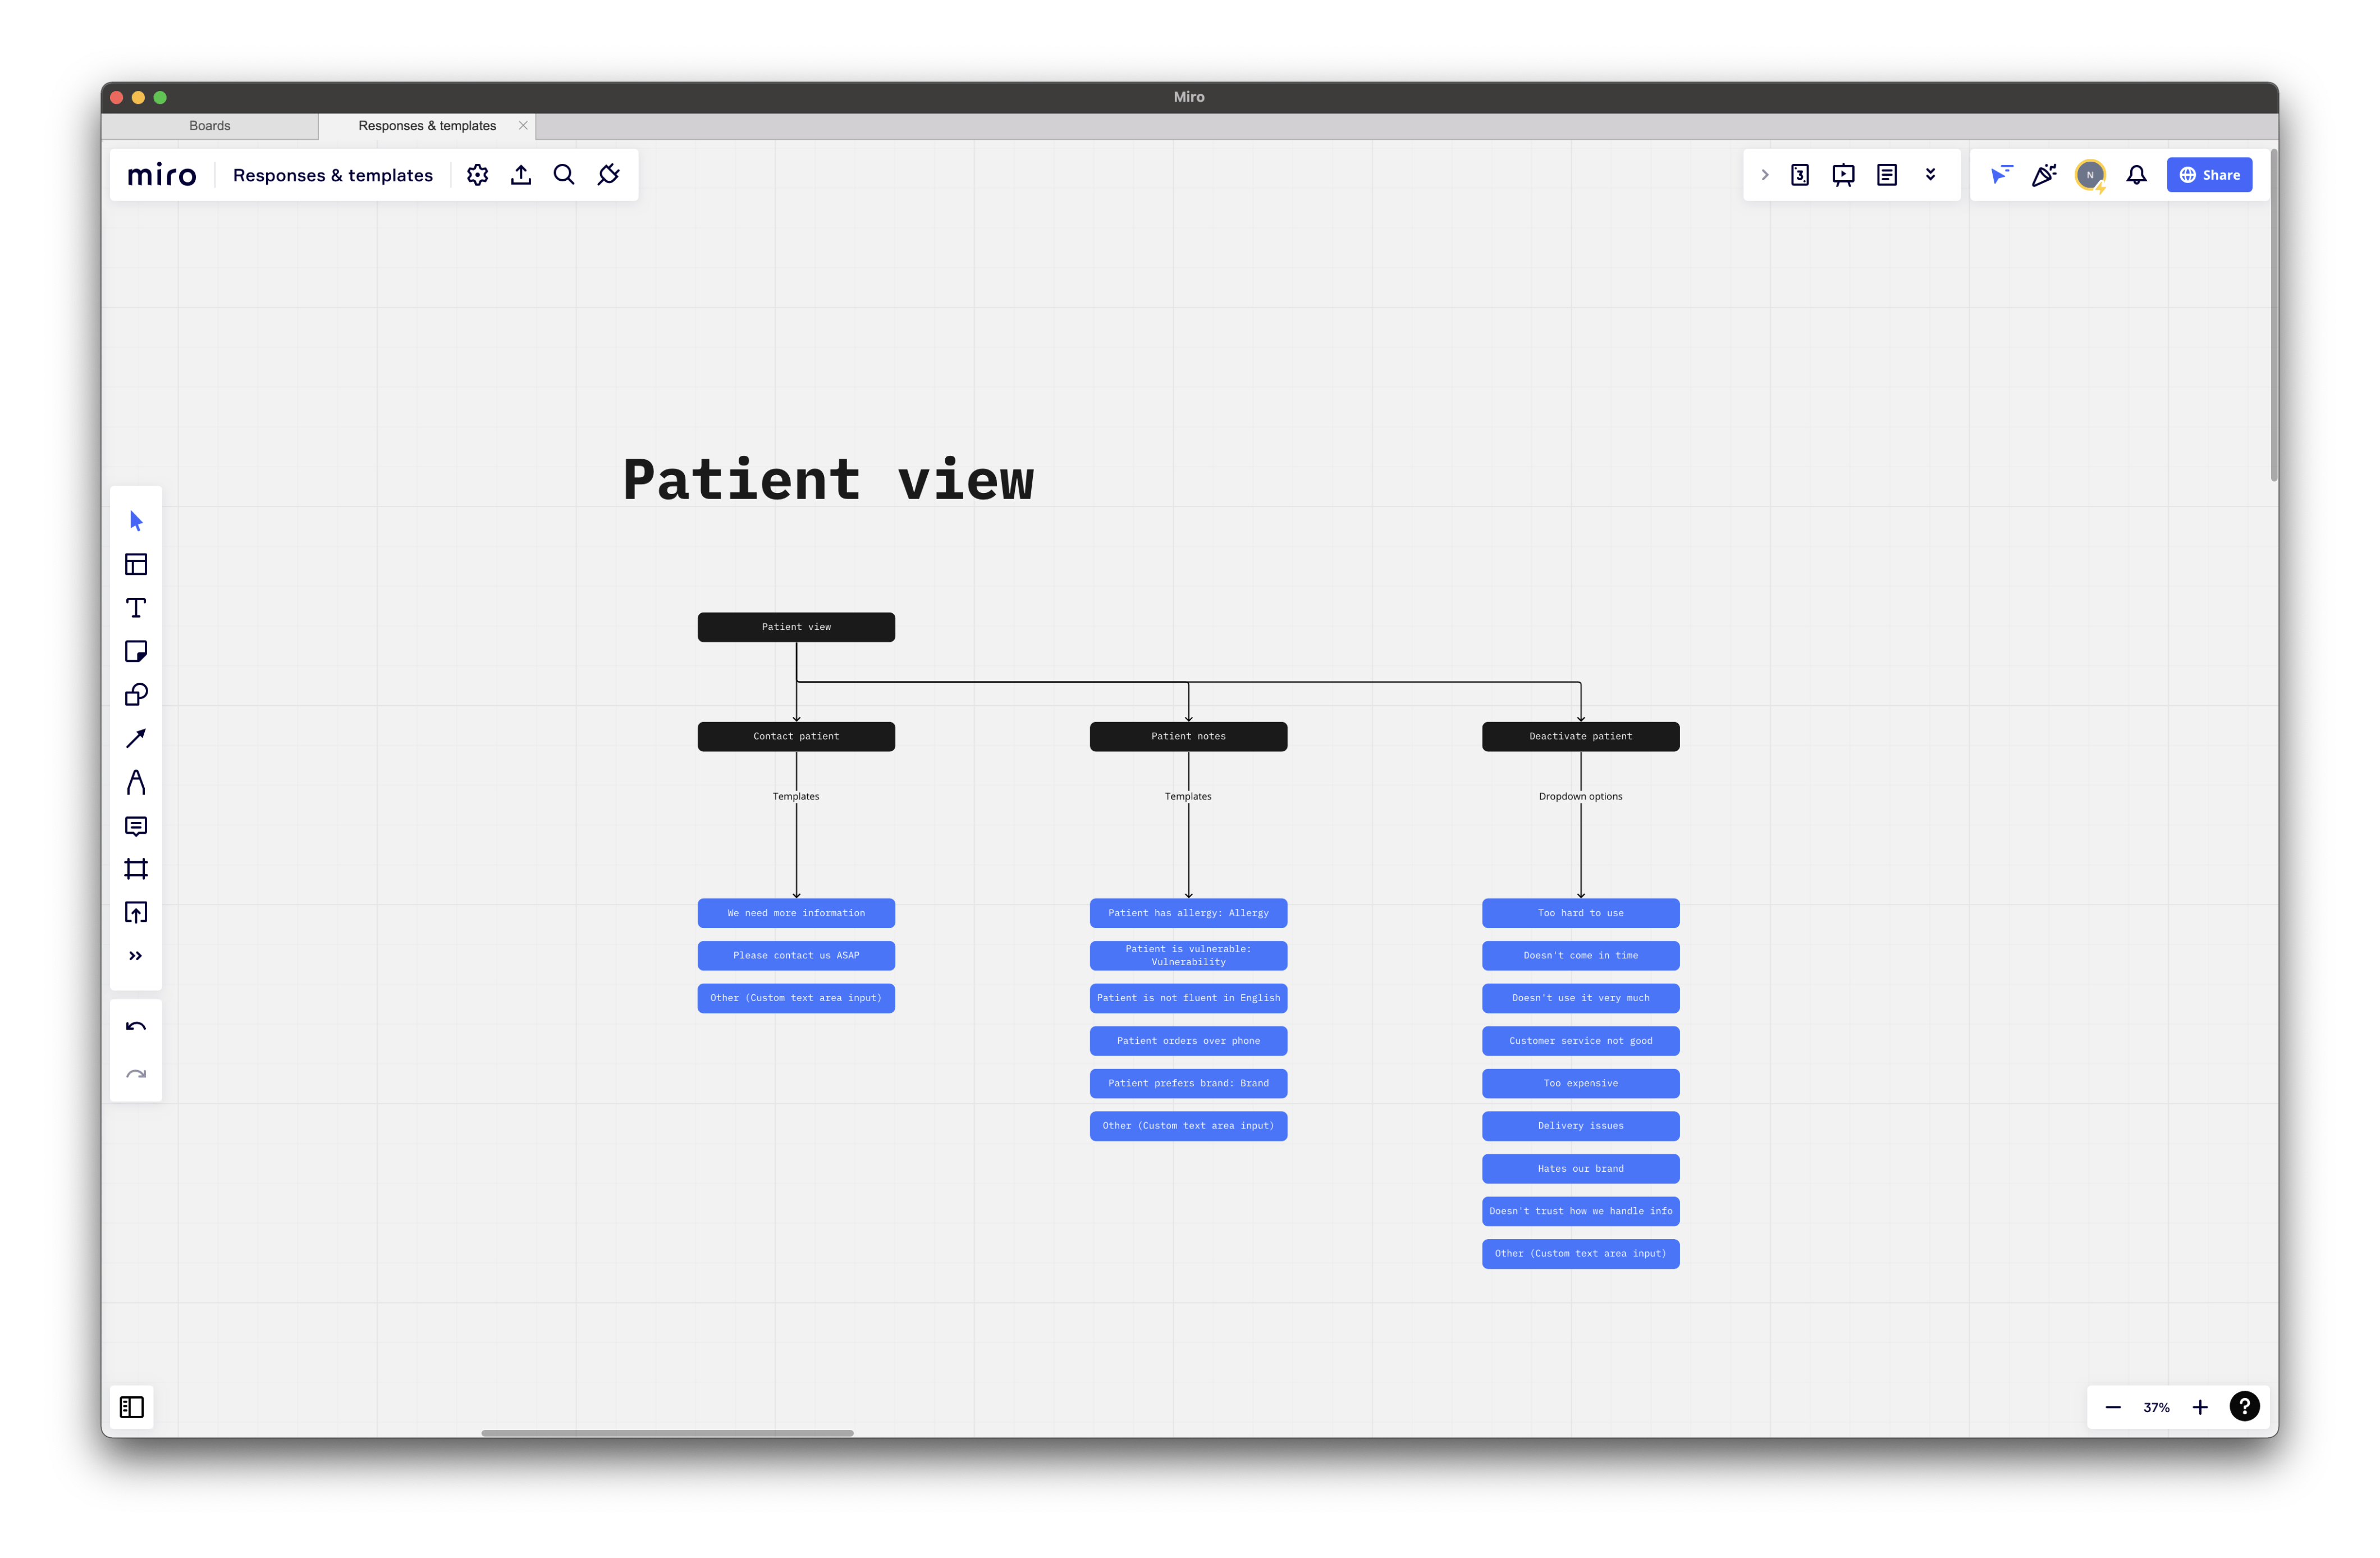 Miro
Boards
Responses & templates
miro
Responses & templates
N
Share
Patient view
Patient view
Contact patient
Patient notes
Deactivate patient
Templates
Templates
Dropdown options
We need more information
Please contact us ASAP
Other (Custom text area input)
Patient has allergy: Allergy
Patient is vulnerable:
Vulnerability
Patient is not fluent in English
Patient orders over phone
Patient prefers brand: Brand
Other (Custom text area input)
Too hard to use
Doesn't come in time
Doesn't use it very much
Customer service not good
Too expensive
Delivery issues
Hates our brand
Doesn't trust how we handle info
Other (Custom text area input)
37%
?